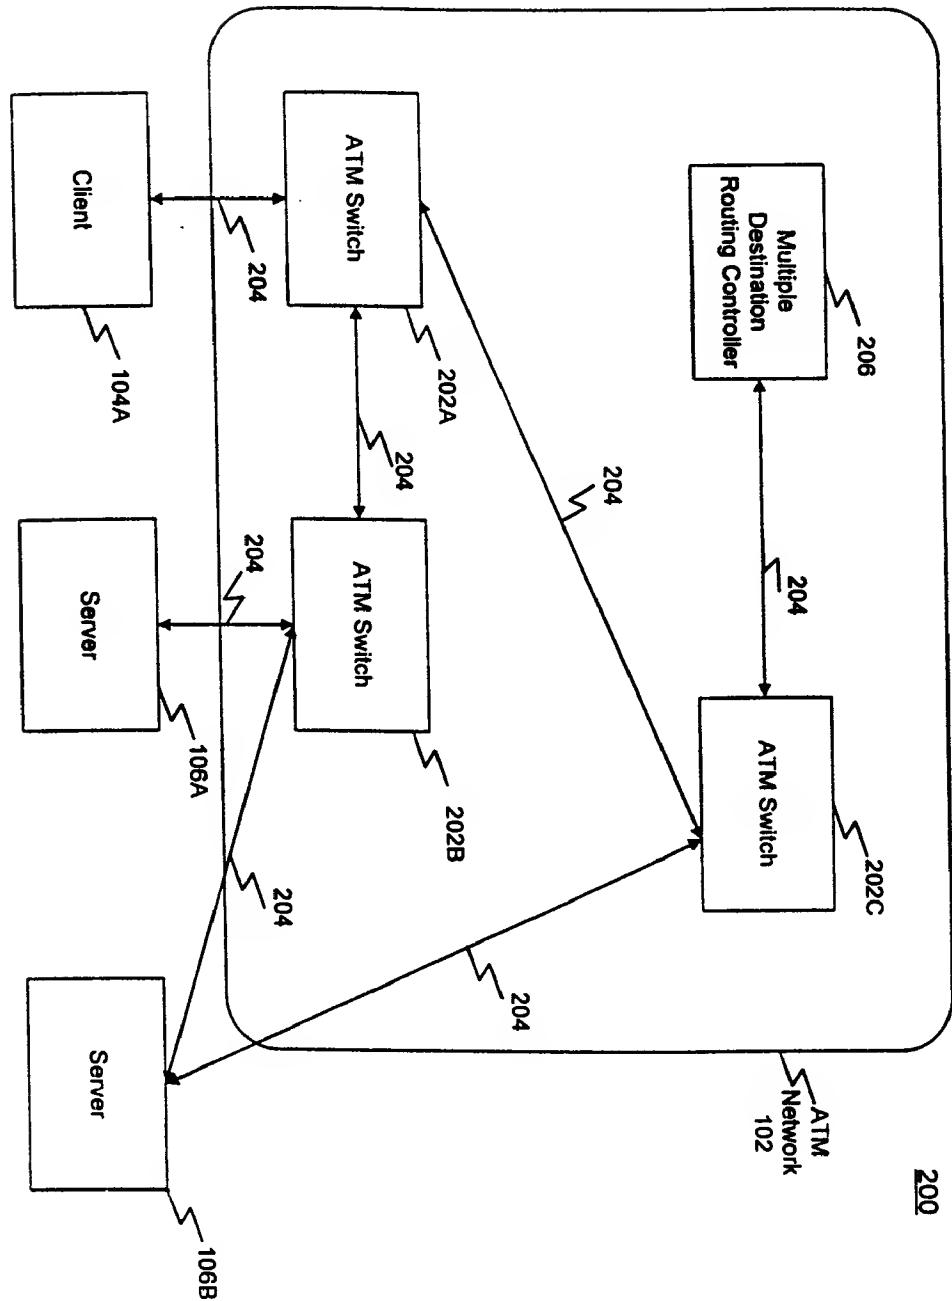 200
ATM
Network
102
Multiple
Destination
Routing Controller
206
204
ATM Switch
202C
204
204
ATM Switch
202A
204
ATM Switch
202B
204
204
204
Client
104A
Server
106A
Server
106B